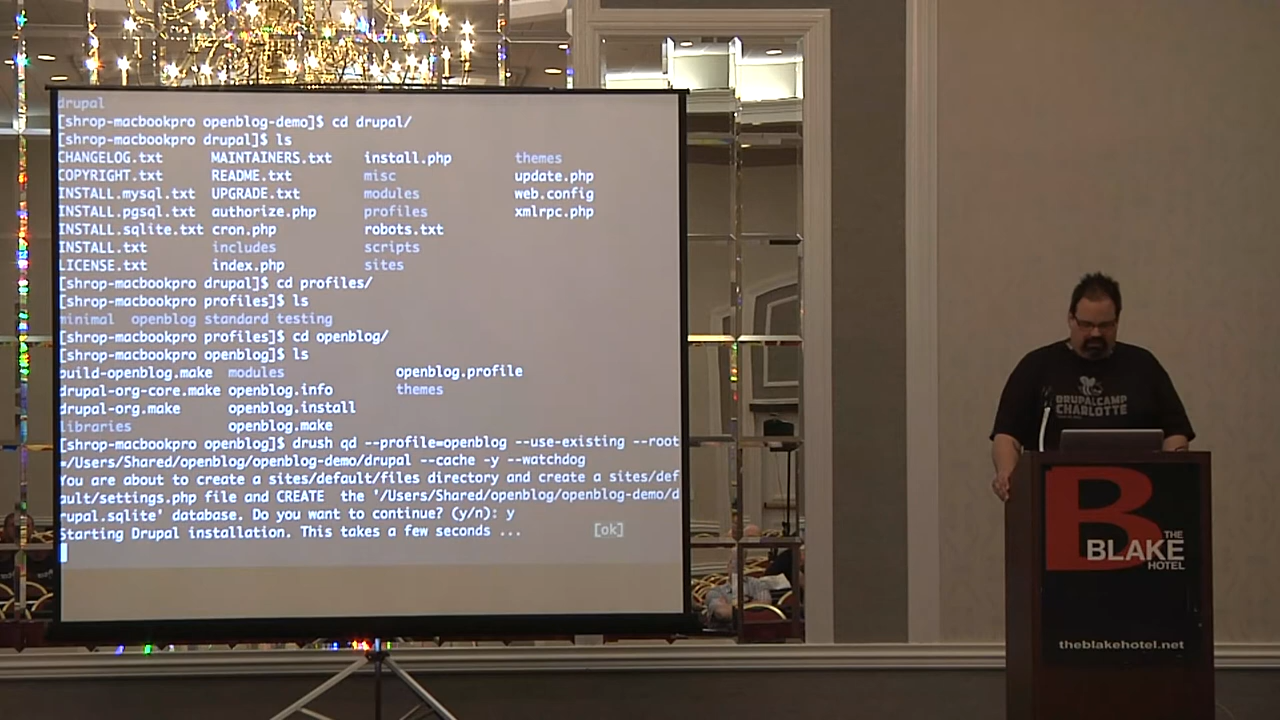 drupal
[shrop-macbookpro openblog-demo]$ cd drupal/
[shrop-macbookpro drupal]$ ls
CHANGELOG.txt MAINTAINERS.txt install.php themes
COPYRIGHT.txt README.txt misc update.php
INSTALL.mysql.txt UPGRADE.txt modules web.config
INSTALL.pgsql.txt authorize.php profiles xmlrpc.php
INSTALL.sqlite.txt cron.php robots.txt
INSTALL.txt includes scripts
LICENSE.txt index.php sites
[shrop-macbookpro drupal]$ cd profiles/
[shrop-macbookpro profiles]$ ls
minimal openblog standard testing
[shrop-macbookpro profiles]$ cd openblog/
[shrop-macbookpro openblog]$ ls
build-openblog.make modules openblog.profile
drupal-org-core.make openblog.info themes
drupal-org.make openblog.install
libraries openblog.make
[shrop-macbookpro openblog]$ drush qd --profile=openblog --use-existing --root
=/Users/Shared/openblog/openblog-demo/drupal --cache -y --watchdog
You are about to create a sites/default/files directory and create a sites/def
ault/settings.php file and CREATE the '/Users/Shared/openblog/openblog-demo/d
rupal.sqlite' database. Do you want to continue? (y/n): y
Starting Drupal installation. This takes a few seconds ... [ok]
DRUPALCAMP
CHARLOTTE
B
THE
BLAKE
HOTEL
theblakehotel.net